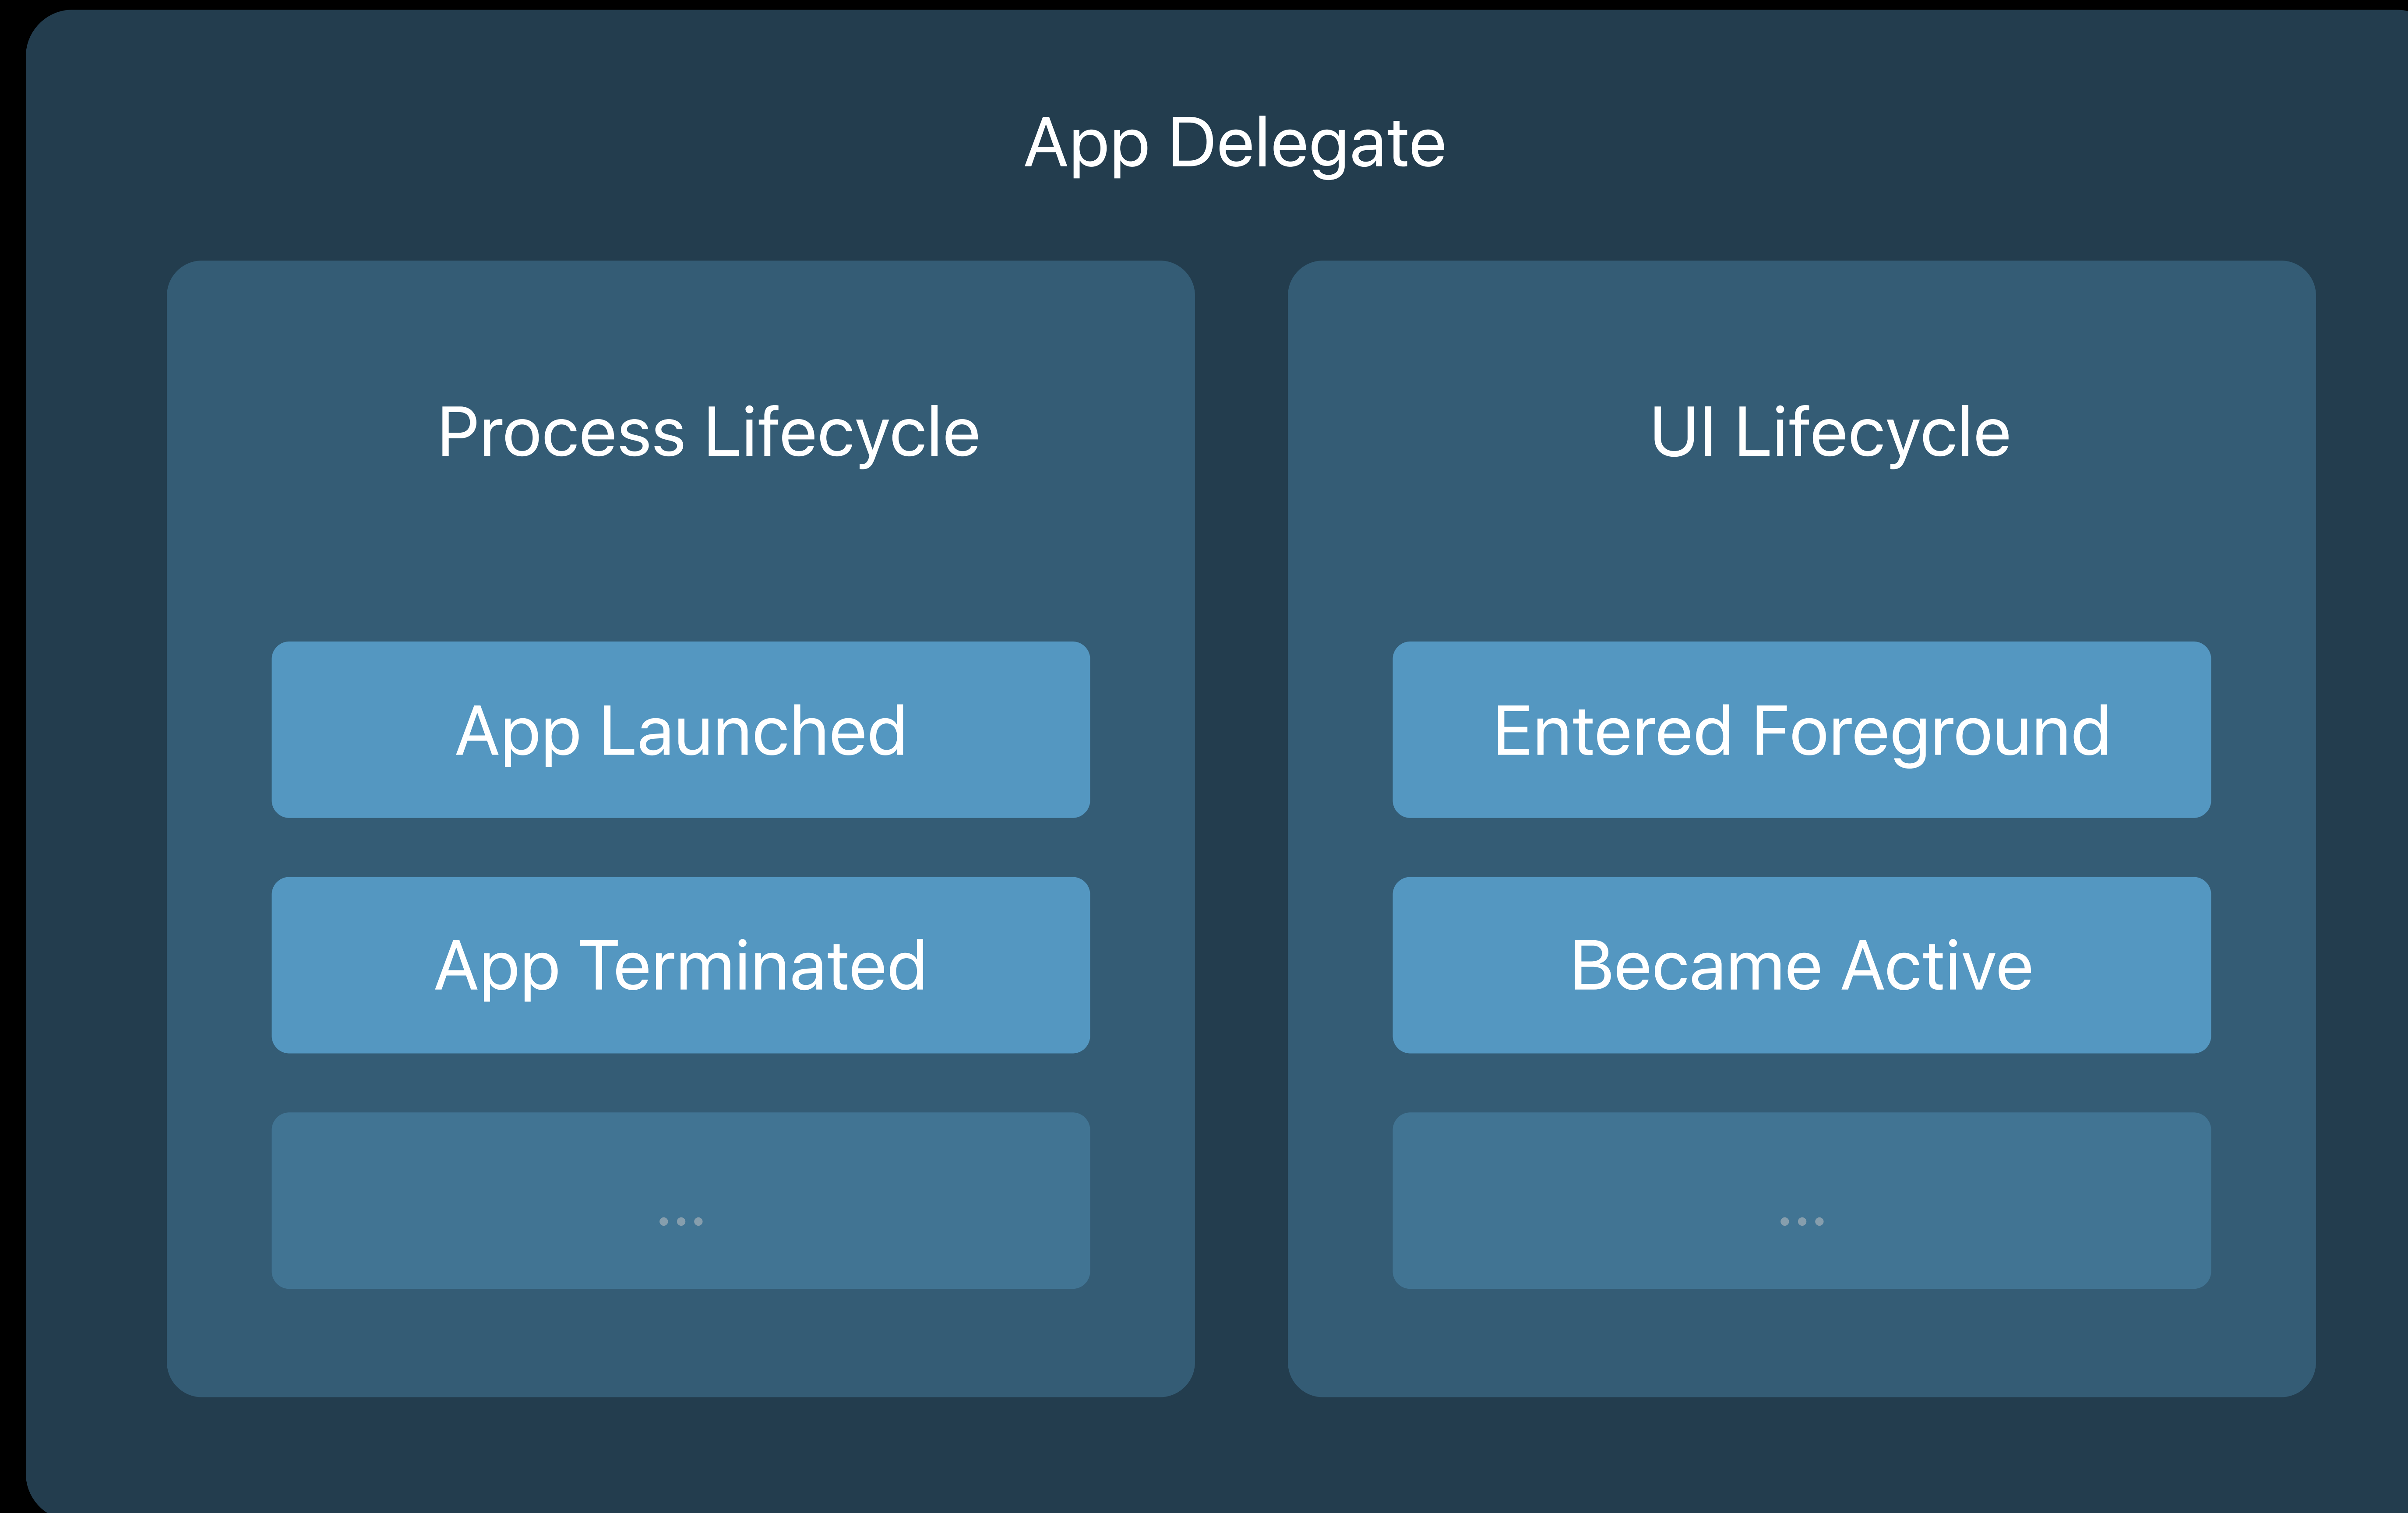 App Delegate
Process Lifecycle
App Launched
App Terminated
...
UI Lifecycle
Entered Foreground
Became Active
...